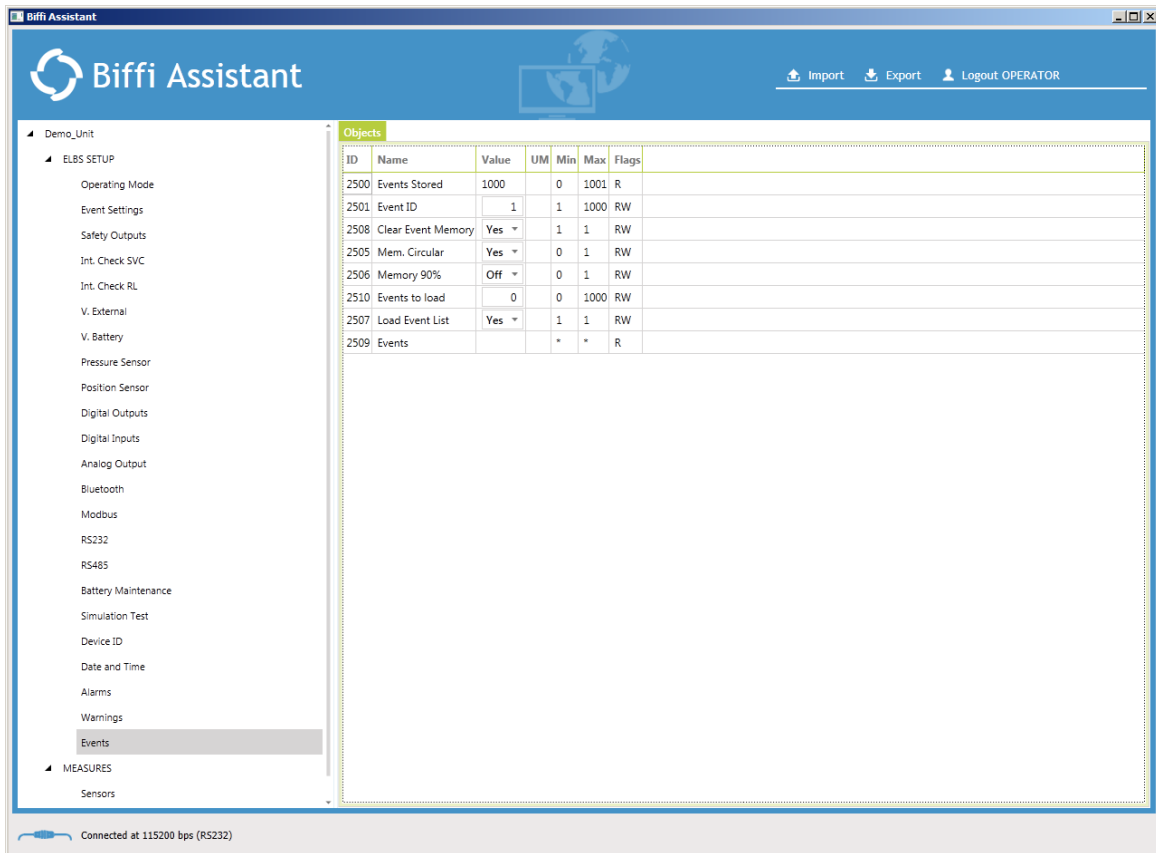 Biffi Assistant
Biffi Assistant
Import Export Logout OPERATOR
Demo_Unit
ELBS SETUP
Operating Mode
Event Settings
Safety Outputs
Int. Check SVC
Int. Check RL
V. External
V. Battery
Pressure Sensor
Position Sensor
Digital Outputs
Digital Inputs
Analog Output
Bluetooth
Modbus
RS232
RS485
Battery Maintenance
Simulation Test
Device ID
Date and Time
Alarms
Warnings
Events
MEASURES
Sensors
Objects
ID Name Value UM Min Max Flags
2500 Events Stored 1000 0 1001 R
2501 Event ID 1 1 1000 RW
2508 Clear Event Memory Yes 1 1 RW
2505 Mem. Circular Yes 0 1 RW
2506 Memory 90% Off 0 1 RW
2510 Events to load 0 0 1000 RW
2507 Load Event List Yes 1 1 RW
2509 Events * * R
Connected at 115200 bps (RS232)